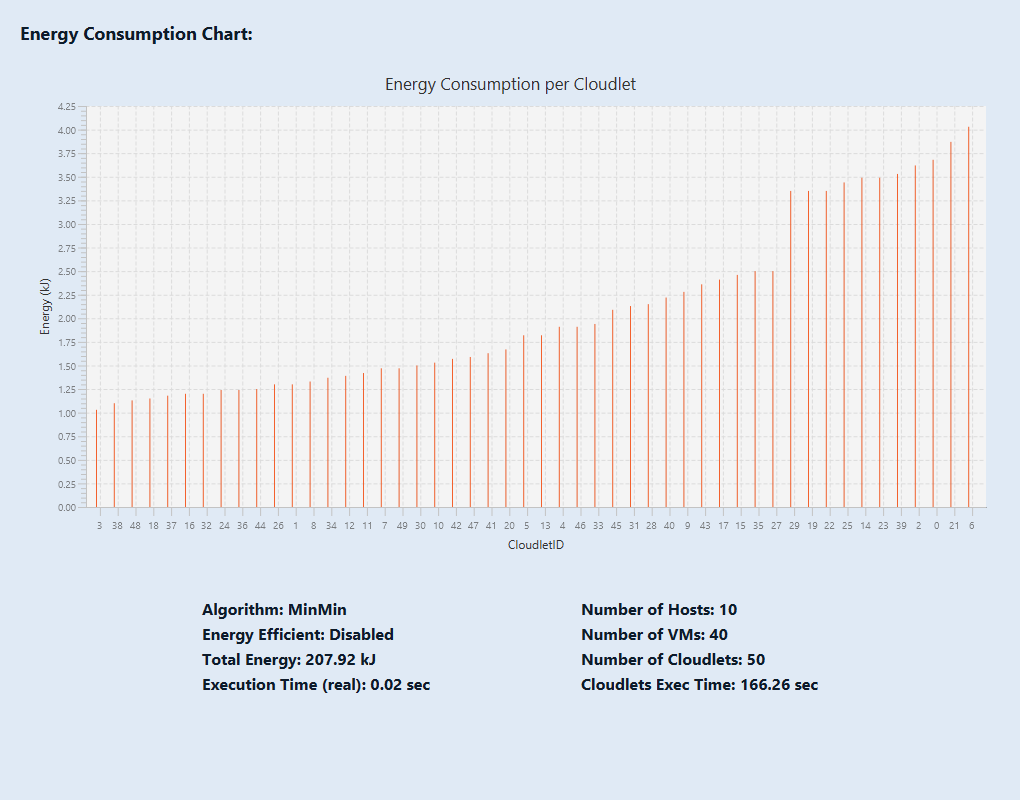 Energy Consumption Chart:
Energy Consumption per Cloudlet
4.25
4.00
3.75
3.50
3.25
3.00
2.75
2.50
2.25
2.00
1.75
1.50
1.25
1.00
0.75
0.50
0.25
0.00
Energy (kJ)
3 38 48 18 37 16 32 24 36 44 26 1 8 34 12 11 7 49 30 10 42 47 41 20 5 13 4 46 33 45 31 28 40 9 43 17 15 35 27 29 19 22 25 14 23 39 2 0 21 6
CloudletID
Algorithm: MinMin
Energy Efficient: Disabled
Total Energy: 207.92 kJ
Execution Time (real): 0.02 sec
Number of Hosts: 10
Number of VMs: 40
Number of Cloudlets: 50
Cloudlets Exec Time: 166.26 sec